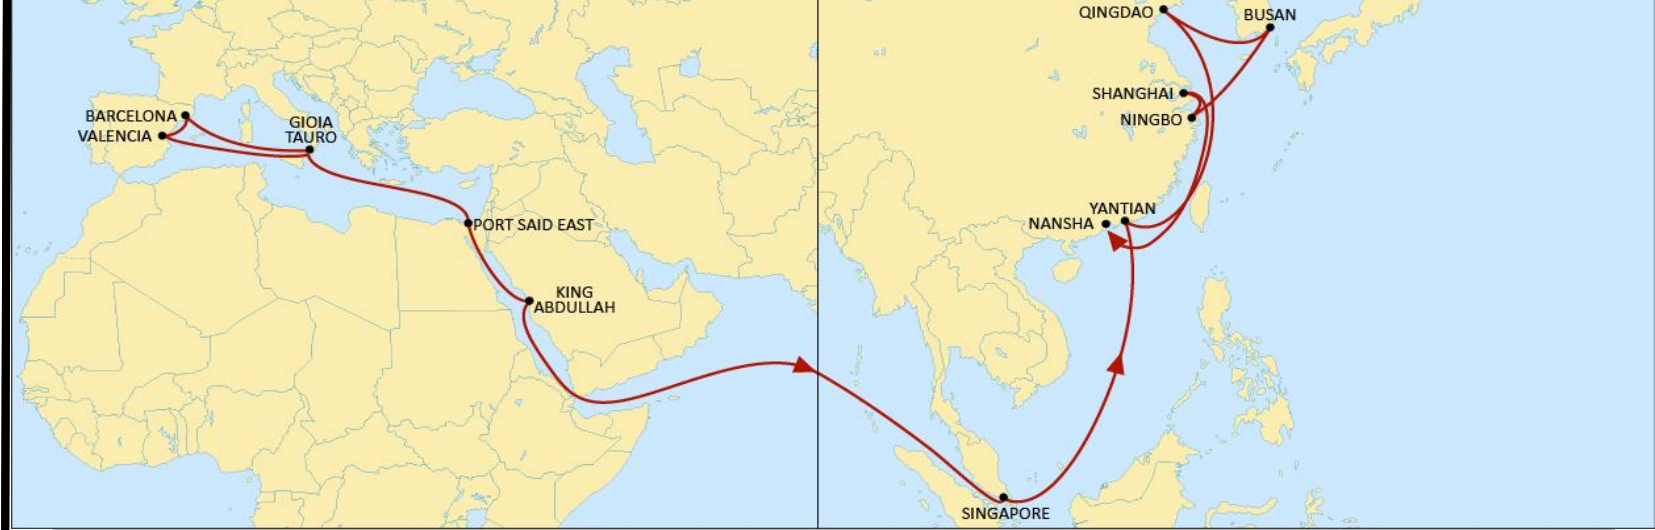 QINGDAO
BUSAN
SHANGHAI
NINGBO
BARCELONA
VALENCIA
GIOIA
TAURO
YANTIAN
NANSHA
PORT SAID EAST
KING
ABDULLAH
SINGAPORE